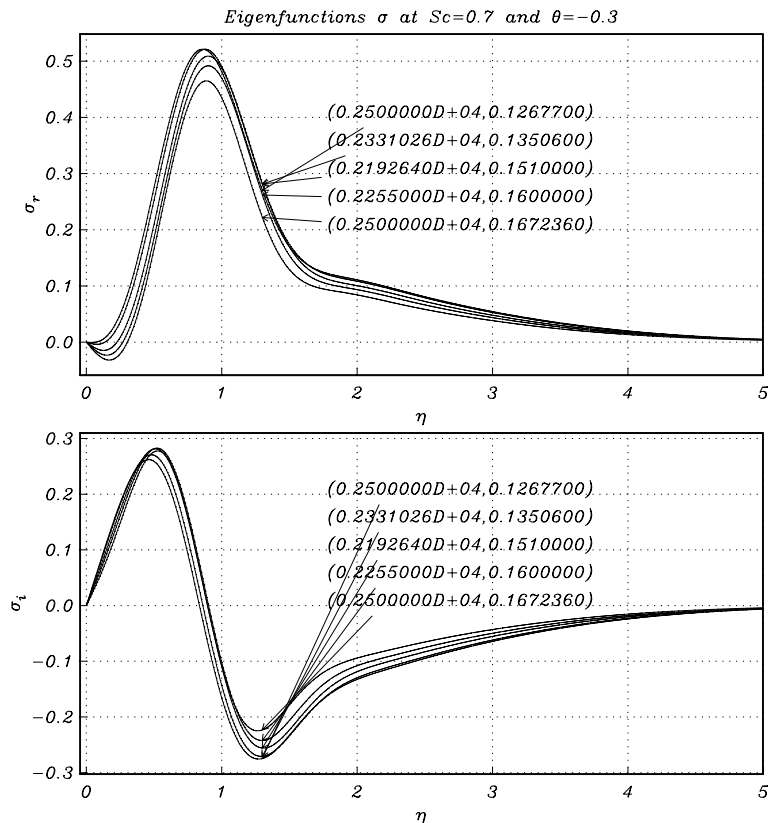 Eigenfunctions σ at Sc=0.7 and θ=−0.3
0.5
0.4
0.3
0.2
0.1
0.0
σr
(0.2500000D+04,0.1267700)
(0.2331026D+04,0.1350600)
(0.2192640D+04,0.1510000)
(0.2255000D+04,0.1600000)
(0.2500000D+04,0.1672360)
0 1 2 3 4 5
η
0.3
0.2
0.1
0.0
−0.1
−0.2
−0.3
σi
(0.2500000D+04,0.1267700)
(0.2331026D+04,0.1350600)
(0.2192640D+04,0.1510000)
(0.2255000D+04,0.1600000)
(0.2500000D+04,0.1672360)
0 1 2 3 4 5
η